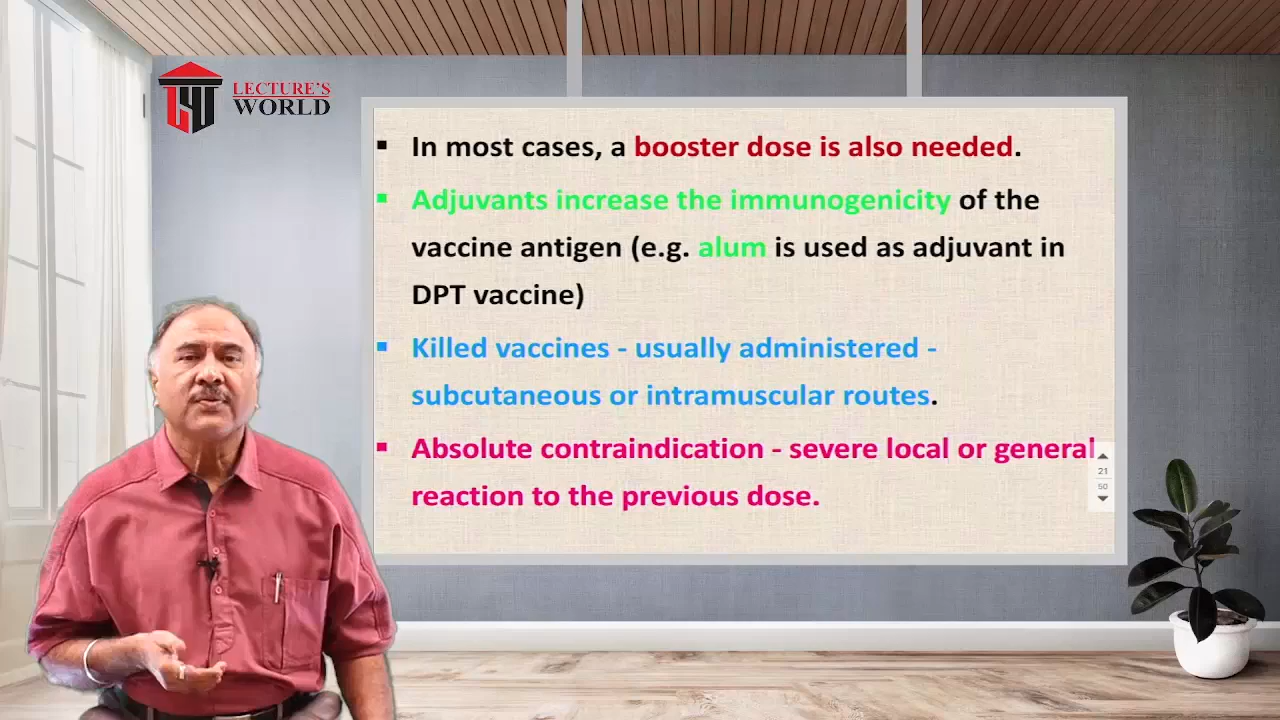 LECTURE'S
WORLD
▪ In most cases, a booster dose is also needed.
▪ Adjuvants increase the immunogenicity of the
vaccine antigen (e.g. alum is used as adjuvant in
DPT vaccine)
▪ Killed vaccines - usually administered -
subcutaneous or intramuscular routes.
▪ Absolute contraindication - severe local or general
reaction to the previous dose.
21
50